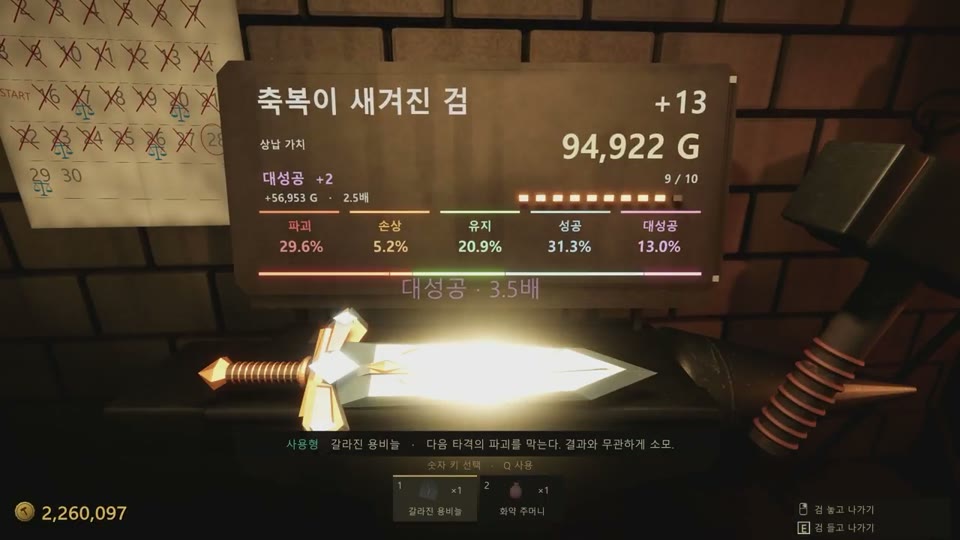 START
29 30
축복이 새겨진 검
+13
상납 가치
94,922 G
대성공 +2
9 / 10
+56,953 G · 2.5배
파괴 손상 유지 성공 대성공
29.6% 5.2% 20.9% 31.3% 13.0%
대성공 · 3.5배
사용형 갈라진 용비늘 · 다음 타격의 파괴를 막는다. 결과와 무관하게 소모.
숫자 키 선택 · Q 사용
1 ×1 2 ×1
갈라진 용비늘 화약 주머니
2,260,097
검 놓고 나가기
E 검 들고 나가기